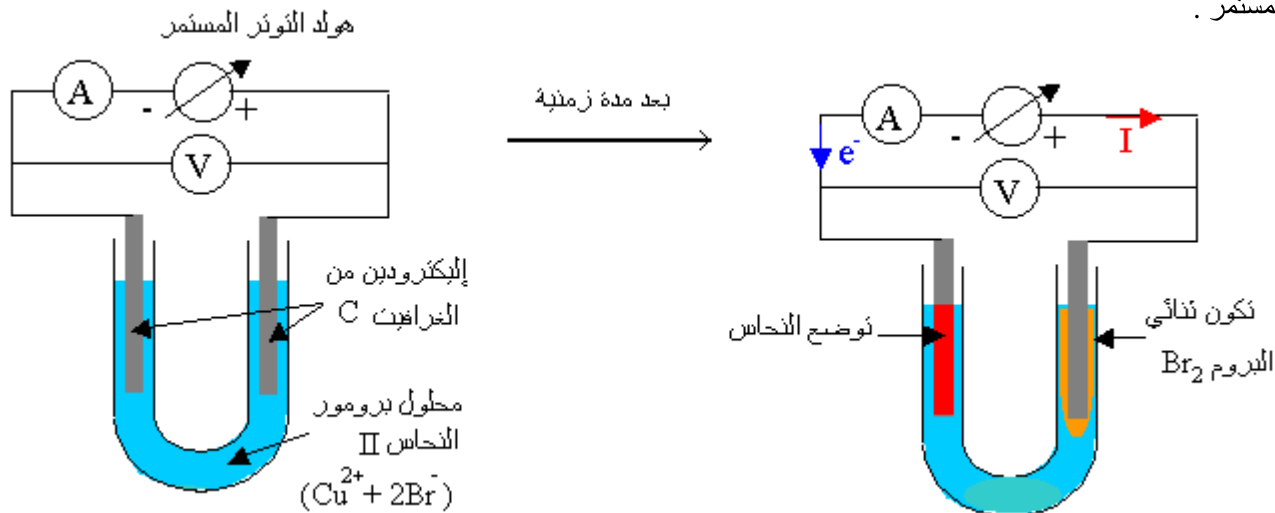 مستمر .
مولد التوتر المستمر
A
- +
V
إليكترودين من
الغرافيت C
محلول برومور
النحاس II
(Cu²⁺ + 2Br⁻)
بعد مدة زمنية
A
- +
I
e⁻
V
توضع النحاس
تكون ثنائي
البروم Br₂